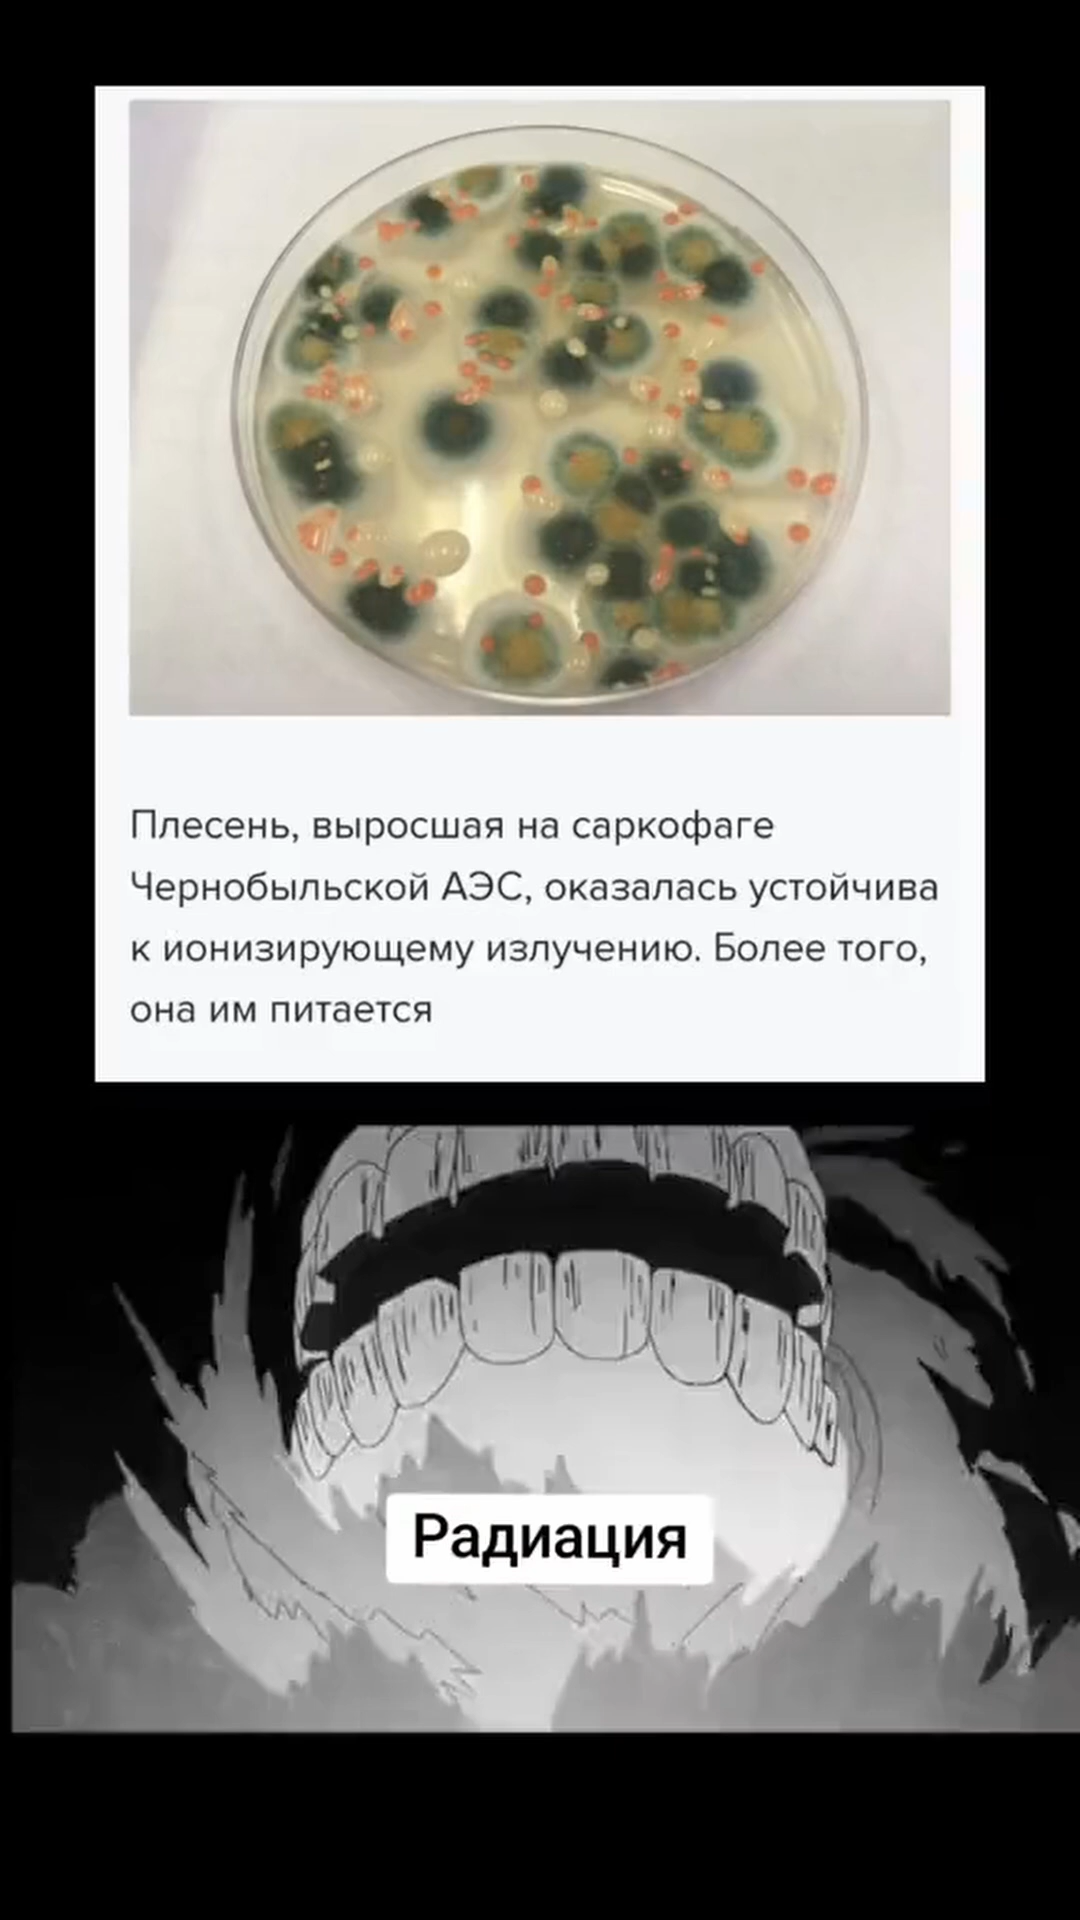 Плесень, выросшая на саркофаге
Чернобыльской АЭС, оказалась устойчива
к ионизирующему излучению. Более того,
она им питается
Радиация